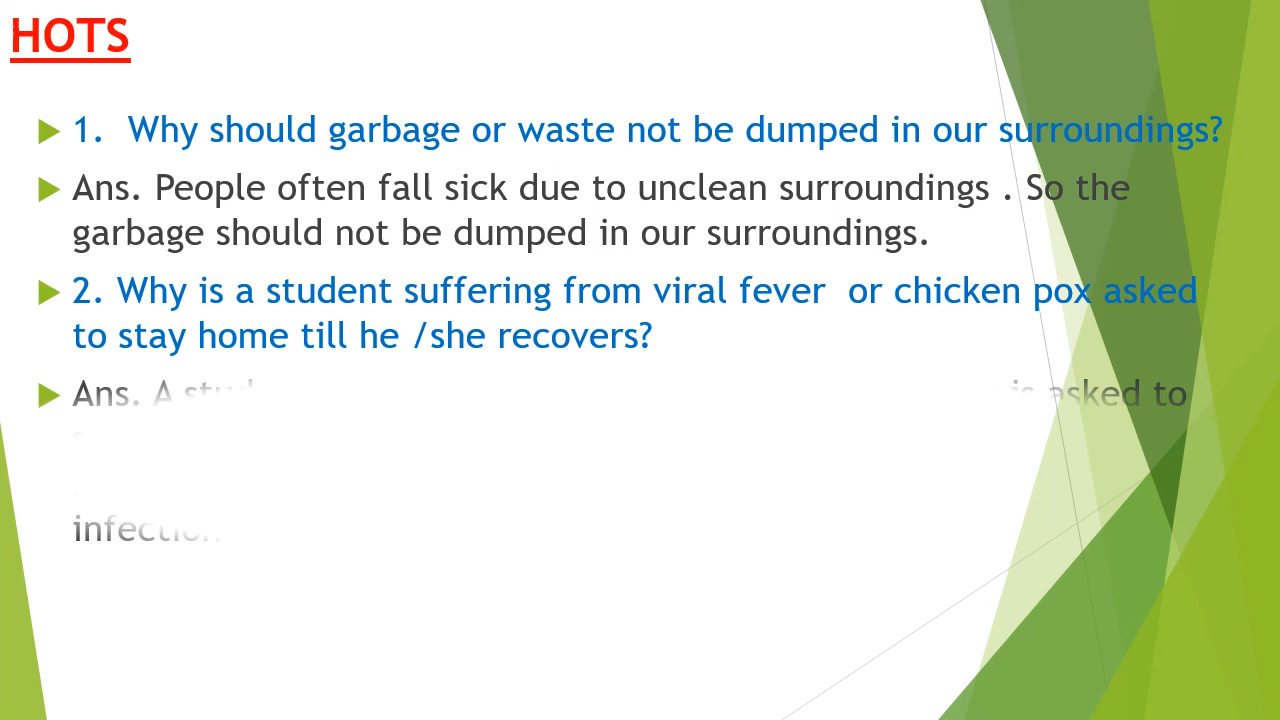 HOTS
1. Why should garbage or waste not be dumped in our surroundings?
Ans. People often fall sick due to unclean surroundings . So the
garbage should not be dumped in our surroundings.
2. Why is a student suffering from viral fever or chicken pox asked
to stay home till he /she recovers?
Ans. A is asked to